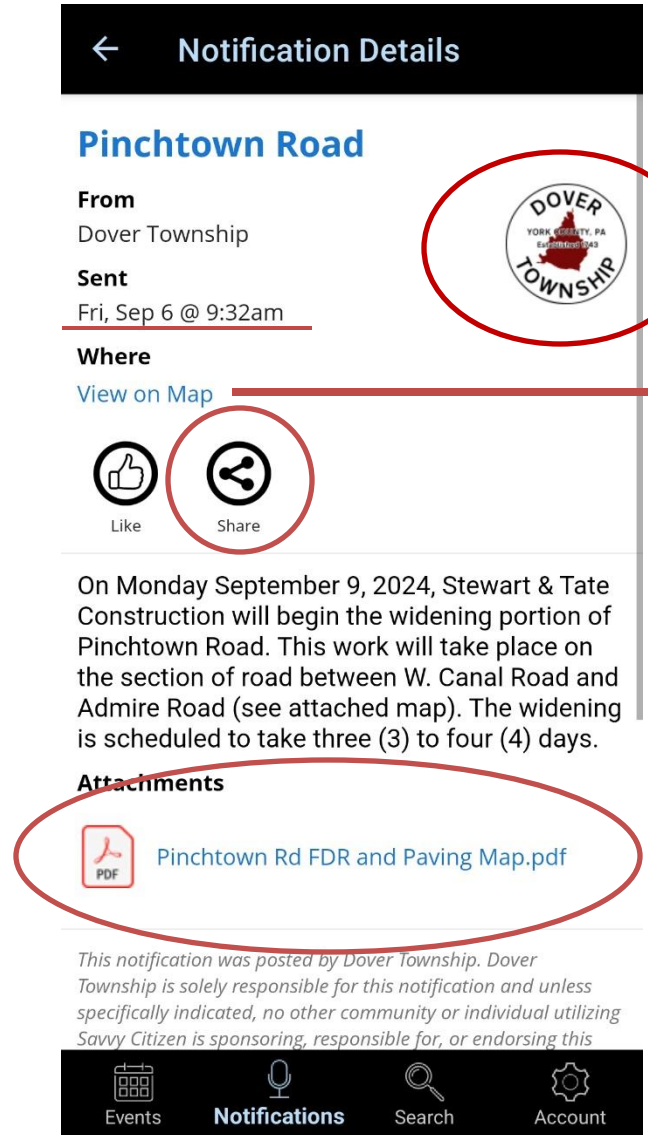 Notification Details
Pinchtown Road
From
Dover Township
Sent
Fri, Sep 6 @ 9:32am
Where
View on Map
DOVER
YORK COUNTY, PA
Established 1743
TOWNSHIP
Like
Share
On Monday September 9, 2024, Stewart & Tate
Construction will begin the widening portion of
Pinchtown Road. This work will take place on
the section of road between W. Canal Road and
Admire Road (see attached map). The widening
is scheduled to take three (3) to four (4) days.
Attachments
PDF
Pinchtown Rd FDR and Paving Map.pdf
This notification was posted by Dover Township. Dover
Township is solely responsible for this notification and unless
specifically indicated, no other community or individual utilizing
Savvy Citizen is sponsoring, responsible for, or endorsing this
Events
Notifications
Search
Account